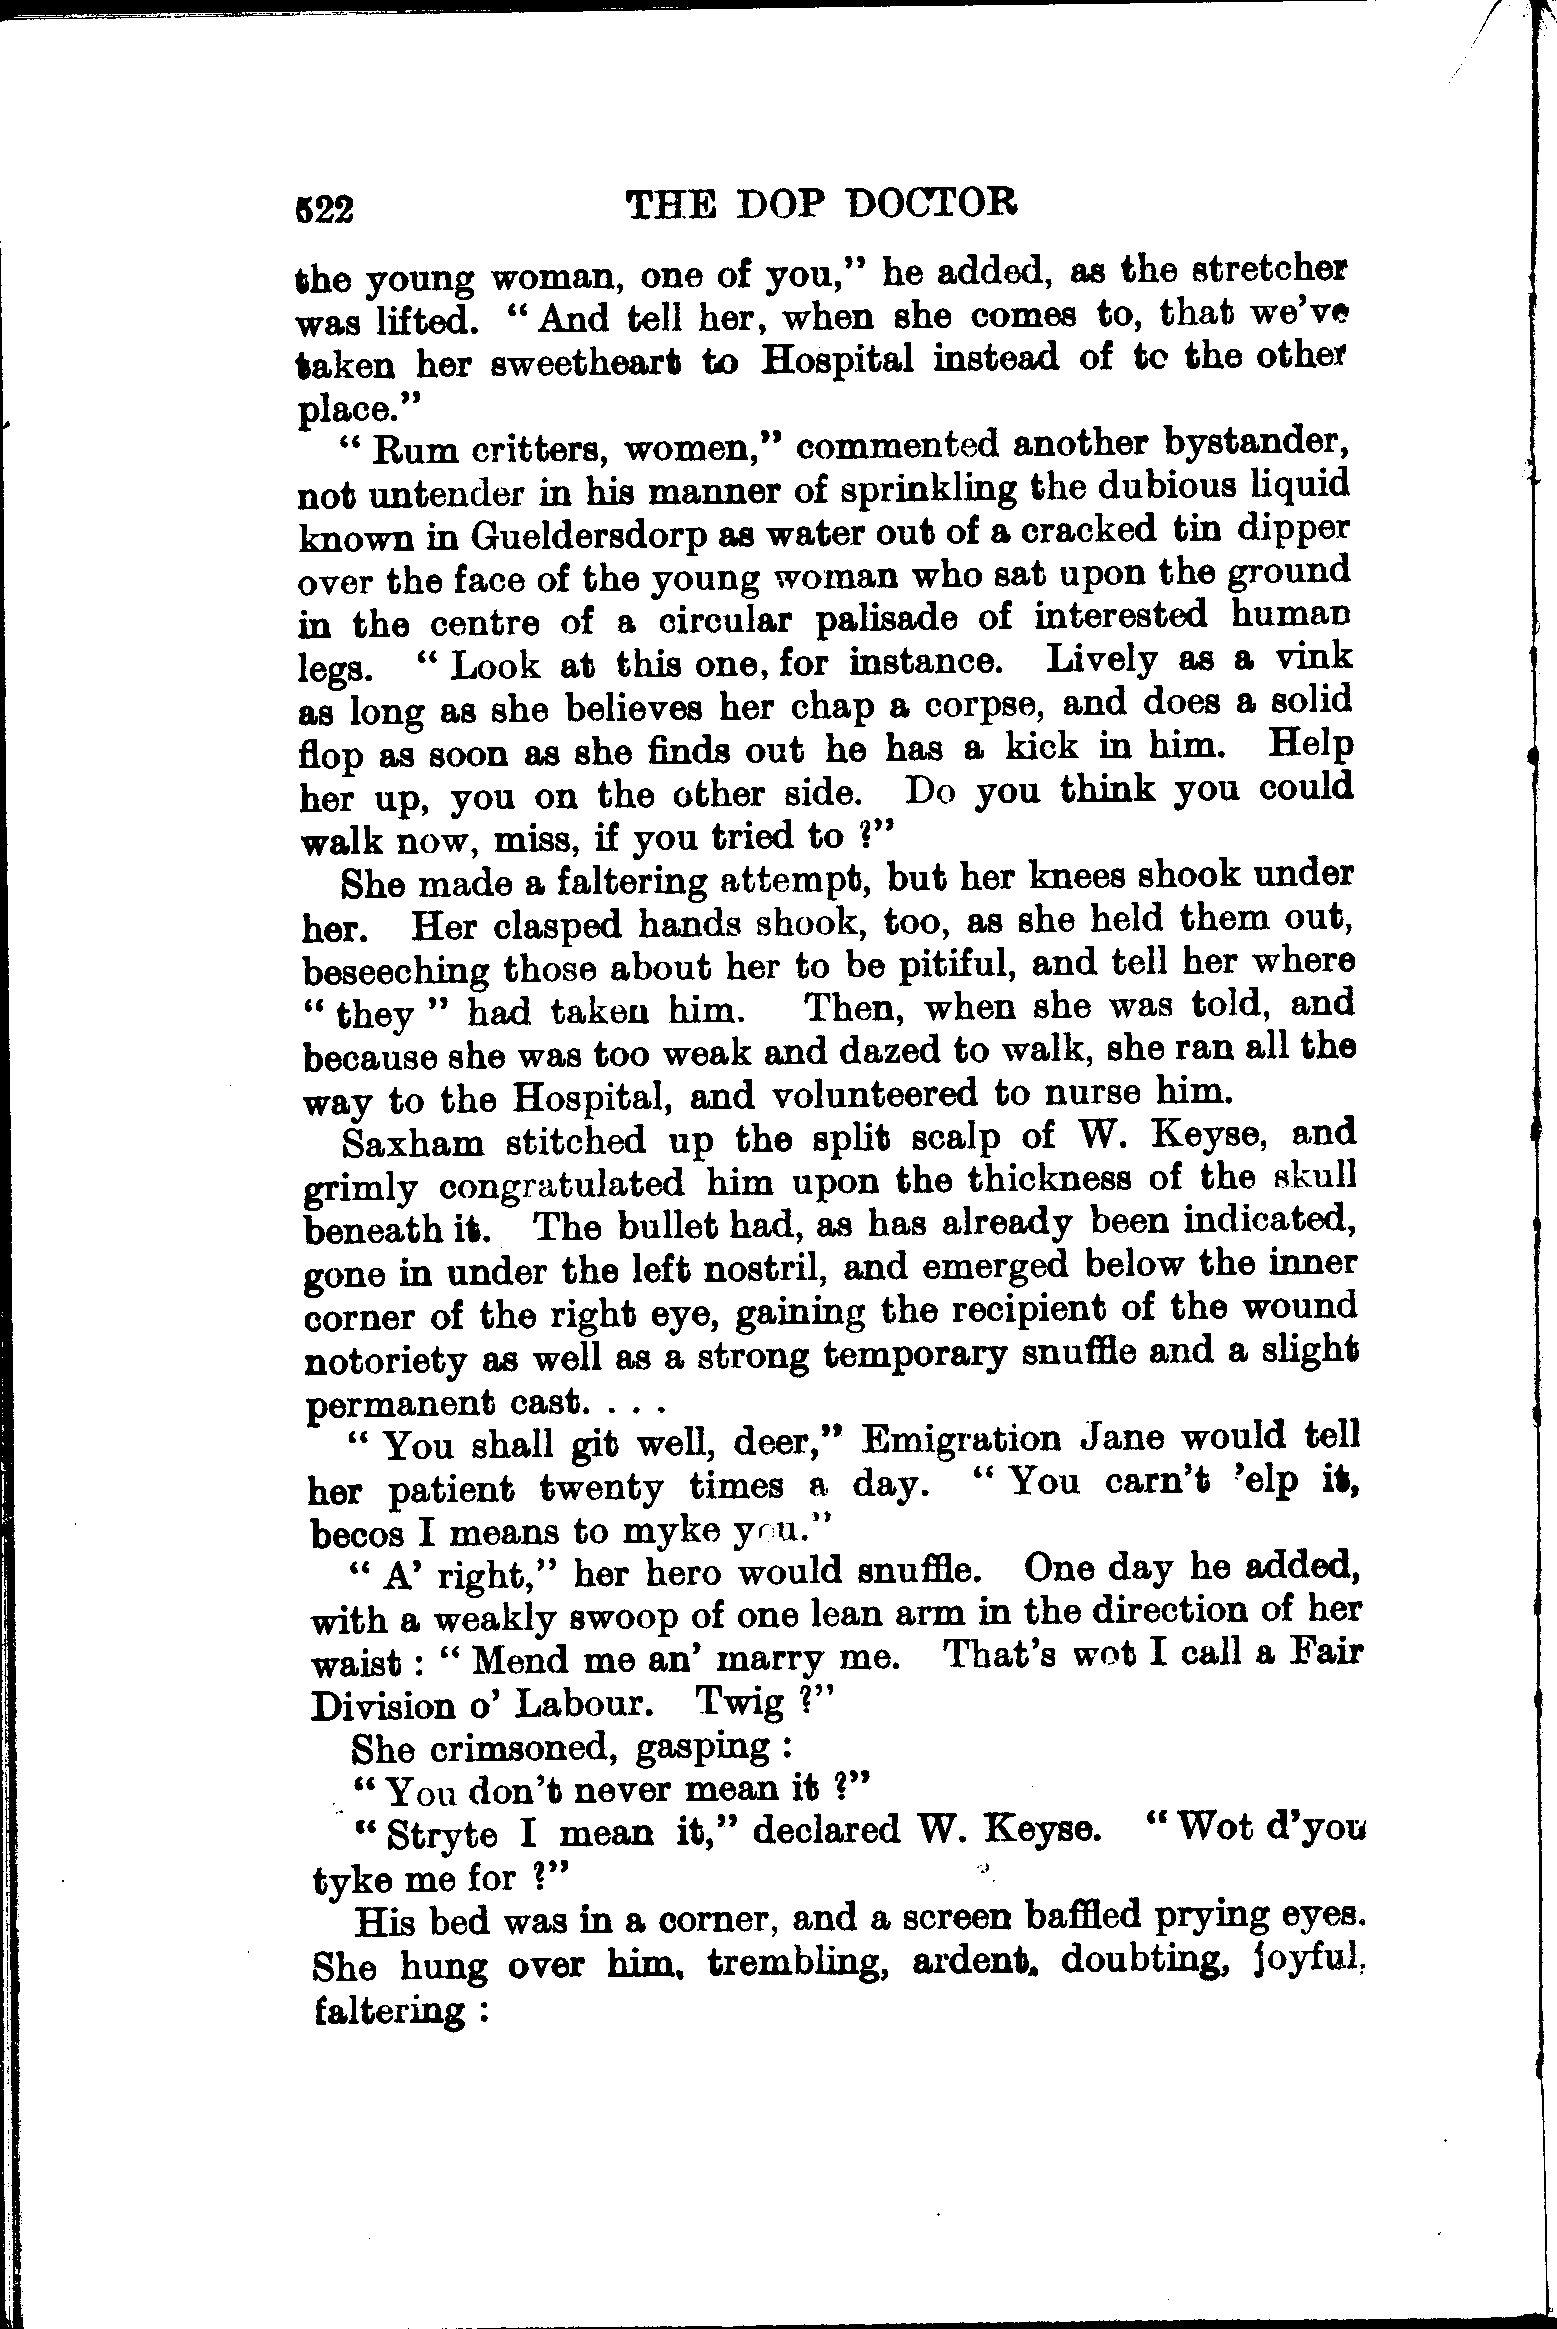 522 THE DOP DOCTOR
the young woman, one of you,” he added, as the stretcher
was lifted. “ And tell her, when she comes to, that we’ve
taken her sweetheart to Hospital instead of to the other
place.”
“ Rum critters, women,” commented another bystander,
not untender in his manner of sprinkling the dubious liquid
known in Gueldersdorp as water out of a cracked tin dipper
over the face of the young woman who sat upon the ground
in the centre of a circular palisade of interested human
legs. “ Look at this one, for instance. Lively as a vink
as long as she believes her chap a corpse, and does a solid
flop as soon as she finds out he has a kick in him. Help
her up, you on the other side. Do you think you could
walk now, miss, if you tried to ?”
She made a faltering attempt, but her knees shook under
her. Her clasped hands shook, too, as she held them out,
beseeching those about her to be pitiful, and tell her where
“ they ” had taken him. Then, when she was told, and
because she was too weak and dazed to walk, she ran all the
way to the Hospital, and volunteered to nurse him.
Saxham stitched up the split scalp of W. Keyse, and
grimly congratulated him upon the thickness of the skull
beneath it. The bullet had, as has already been indicated,
gone in under the left nostril, and emerged below the inner
corner of the right eye, gaining the recipient of the wound
notoriety as well as a strong temporary snuffle and a slight
permanent cast. . . .
“ You shall git well, deer,” Emigration Jane would tell
her patient twenty times a day. “ You carn’t ’elp it,
becos I means to myke you.”
“ A’ right,” her hero would snuffle. One day he added,
with a weakly swoop of one lean arm in the direction of her
waist : “ Mend me an’ marry me. That’s wot I call a Fair
Division o’ Labour. Twig ?”
She crimsoned, gasping :
“ You don’t never mean it ?”
“ Stryte I mean it,” declared W. Keyse. “ Wot d’you
tyke me for ?”
His bed was in a corner, and a screen baffled prying eyes.
She hung over him, trembling, ardent, doubting, joyful,
faltering :